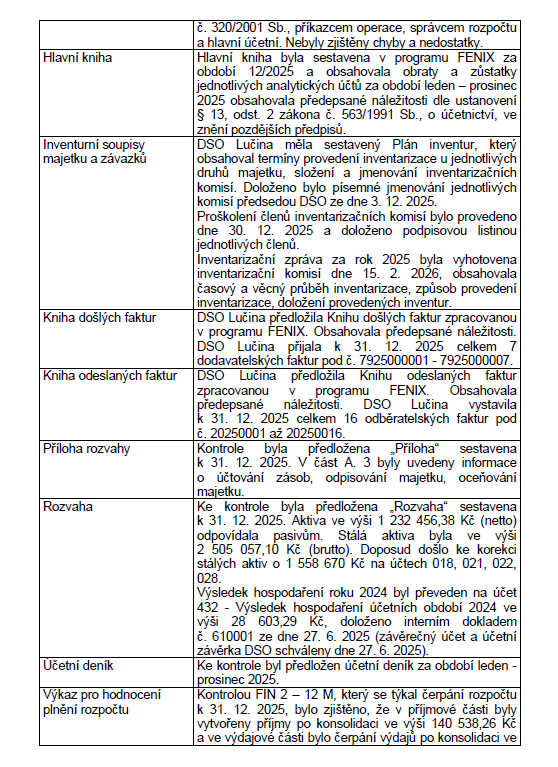 č. 320/2001 Sb., příkazcem operace, správcem rozpočtu
a hlavní účetní. Nebyly zjištěny chyby a nedostatky.
Hlavní kniha
Hlavní kniha byla sestavena v programu FENIX za
období 12/2025 a obsahovala obraty a zůstatky
jednotlivých analytických účtů za období leden – prosinec
2025 obsahovala předepsané náležitosti dle ustanovení
§ 13, odst. 2 zákona č. 563/1991 Sb., o účetnictví, ve
znění pozdějších předpisů.
Inventurní soupisy
majetku a závazků
DSO Lučina měla sestavený Plán inventur, který
obsahoval termíny provedení inventarizace u jednotlivých
druhů majetku, složení a jmenování inventarizačních
komisí. Doloženo bylo písemné jmenování jednotlivých
komisí předsedou DSO ze dne 3. 12. 2025.
Proškolení členů inventarizačních komisí bylo provedeno
dne 30. 12. 2025 a doloženo podpisovou listinou
jednotlivých členů.
Inventarizační zpráva za rok 2025 byla vyhotovena
inventarizační komisí dne 15. 2. 2026, obsahovala
časový a věcný průběh inventarizace, způsob provedení
inventarizace, doložení provedených inventur.
Kniha došlých faktur
DSO Lučina předložila Knihu došlých faktur zpracovanou
v programu FENIX. Obsahovala předepsané náležitosti.
DSO Lučina přijala k 31. 12. 2025 celkem 7
dodavatelských faktur pod č. 7925000001 - 7925000007.
Kniha odeslaných faktur
DSO Lučina předložila Knihu odeslaných faktur
zpracovanou v programu FENIX. Obsahovala
předepsané náležitosti. DSO Lučina vystavila
k 31. 12. 2025 celkem 16 odběratelských faktur pod
č. 20250001 až 20250016.
Příloha rozvahy
Kontrole byla předložena „Příloha“ sestavena
k 31. 12. 2025. V část A. 3 byly uvedeny informace
o účtování zásob, odpisování majetku, oceňování
majetku.
Rozvaha
Ke kontrole byla předložena „Rozvaha“ sestavena
k 31. 12. 2025. Aktiva ve výši 1 232 456,38 Kč (netto)
odpovídala pasivům. Stálá aktiva byla ve výši
2 505 057,10 Kč (brutto). Doposud došlo ke korekci
stálých aktiv o 1 558 670 Kč na účtech 018, 021, 022,
028.
Výsledek hospodaření roku 2024 byl převeden na účet
432 - Výsledek hospodaření účetních období 2024 ve
výši 28 603,29 Kč, doloženo interním dokladem
č. 610001 ze dne 27. 6. 2025 (závěrečný účet a účetní
závěrka DSO schváleny dne 27. 6. 2025).
Účetní deník
Ke kontrole byl předložen účetní deník za období leden -
prosinec 2025.
Výkaz pro hodnocení
plnění rozpočtu
Kontrolou FIN 2 – 12 M, který se týkal čerpání rozpočtu
k 31. 12. 2025, bylo zjištěno, že v příjmové části byly
vytvořeny příjmy po konsolidaci ve výši 140 538,26 Kč
a ve výdajové části bylo čerpání výdajů po konsolidaci ve